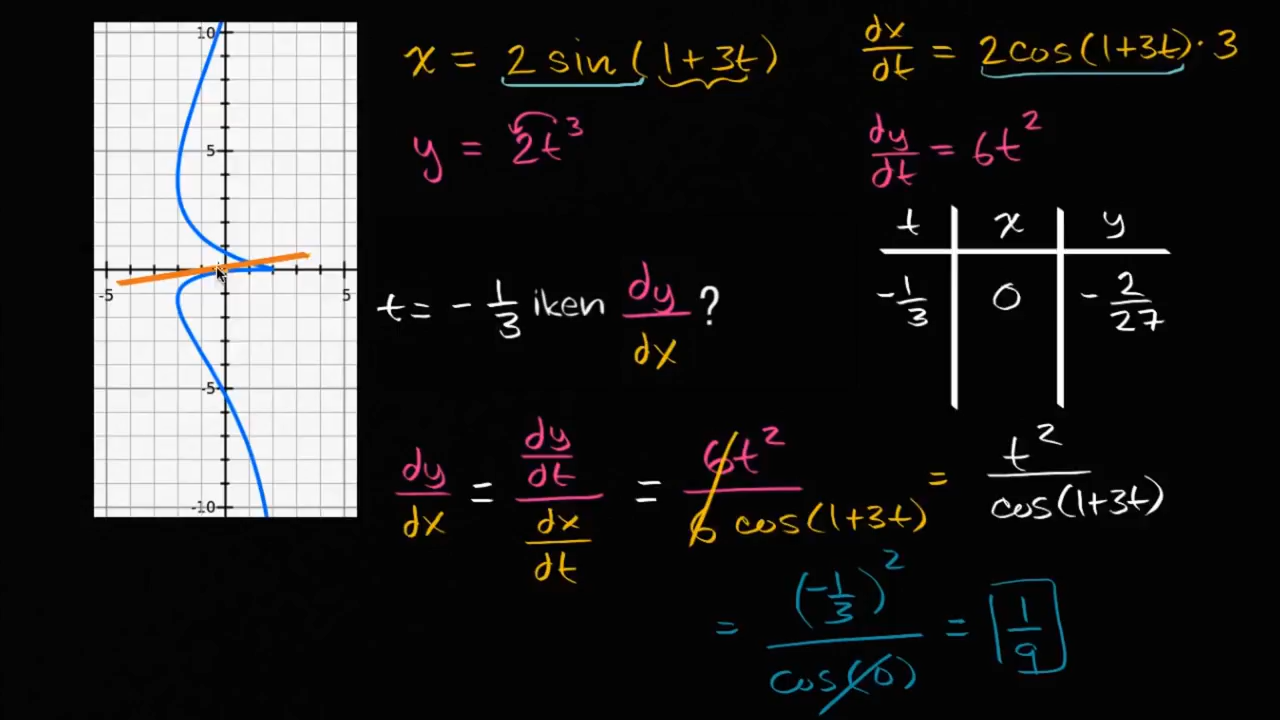 x = 2 sin(1+3t)
dx/dt = 2cos(1+3t)·3
y = 2t³
dy/dt = 6t²
t x y
-1/3 0 -2/27
t = -1/3 iken dy/dx ?
dy/dx = (dy/dt)/(dx/dt) = 6t²/(6 cos(1+3t)) = t²/cos(1+3t)
= (-1/3)²/cos(0) = 1/9
10
5
-5 5
-5
-10